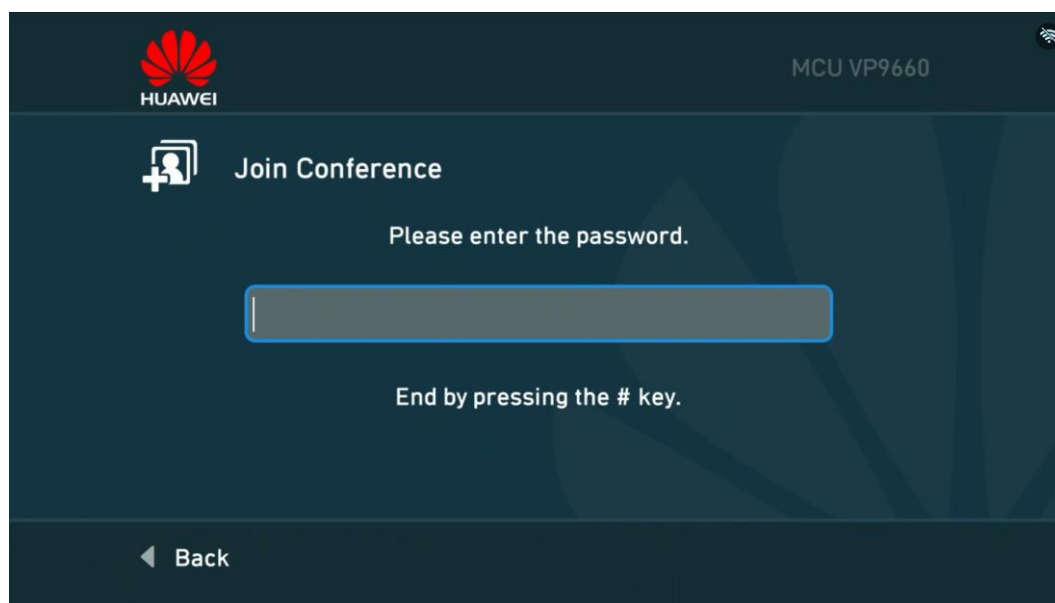 HUAWEI
MCU VP9660
Join Conference
Please enter the password.
End by pressing the # key.
Back